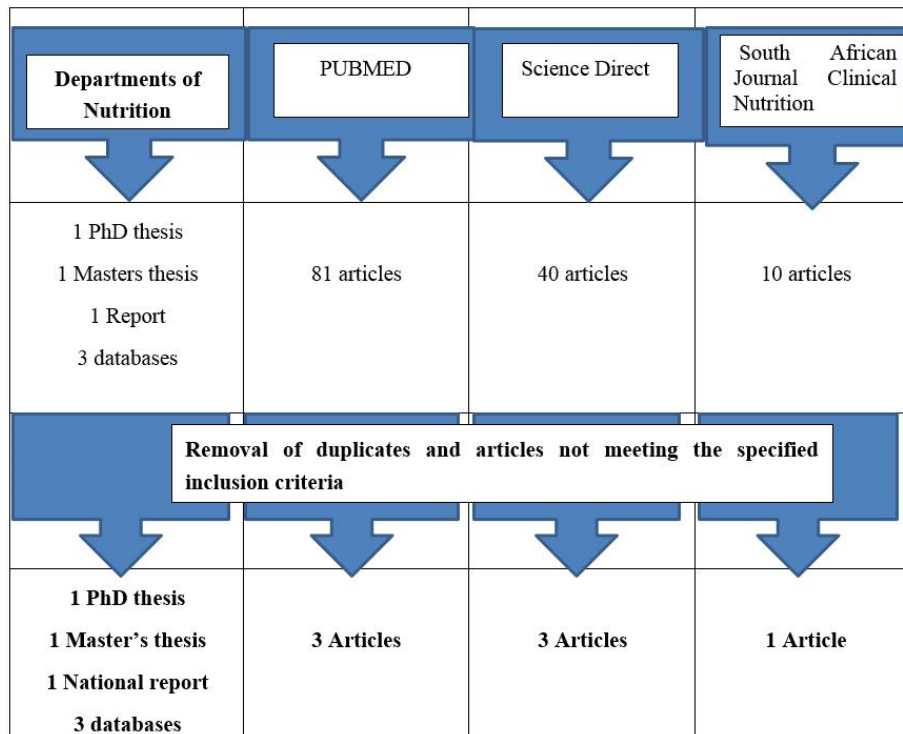 Departments of
Nutrition
PUBMED
Science Direct
South African
Journal Clinical
Nutrition
1 PhD thesis
1 Masters thesis
1 Report
3 databases
81 articles
40 articles
10 articles
Removal of duplicates and articles not meeting the specified
inclusion criteria
1 PhD thesis
1 Master’s thesis
1 National report
3 databases
3 Articles
3 Articles
1 Article